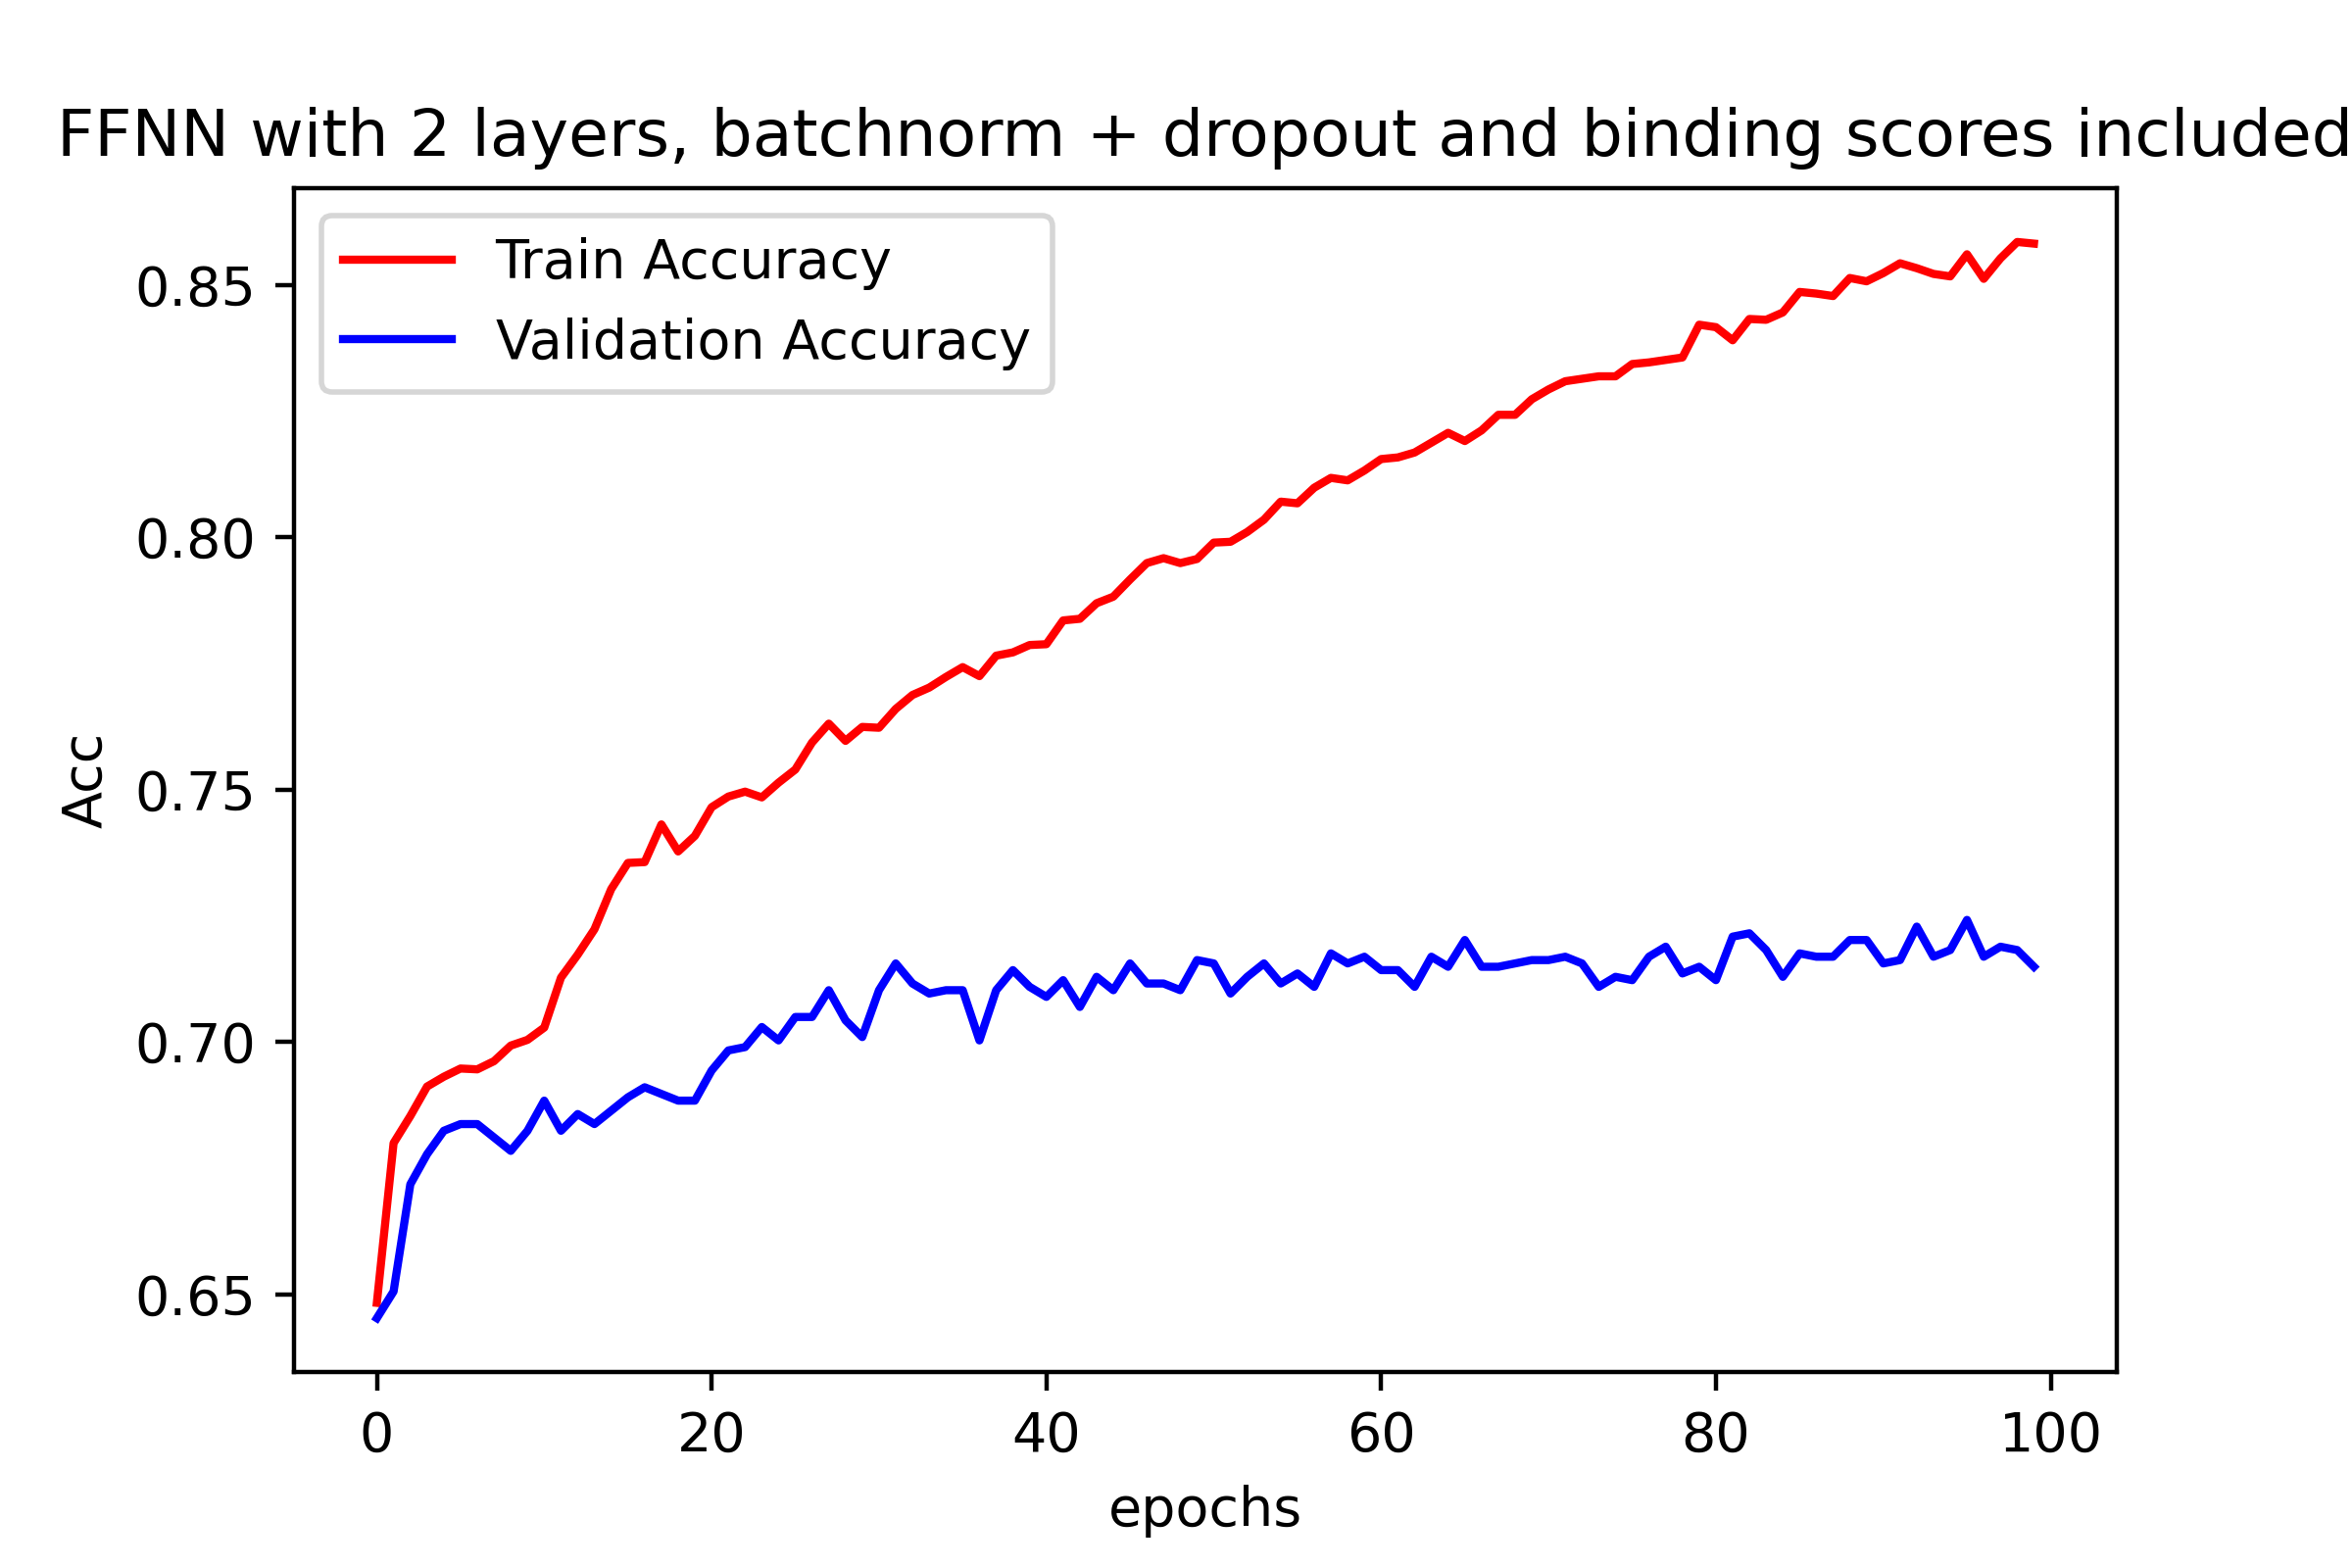 FFNN with 2 layers, batchnorm + dropout and binding scores included
Train Accuracy
Validation Accuracy
0.85
0.80
0.75
0.70
0.65
Acc
0 20 40 60 80 100
epochs